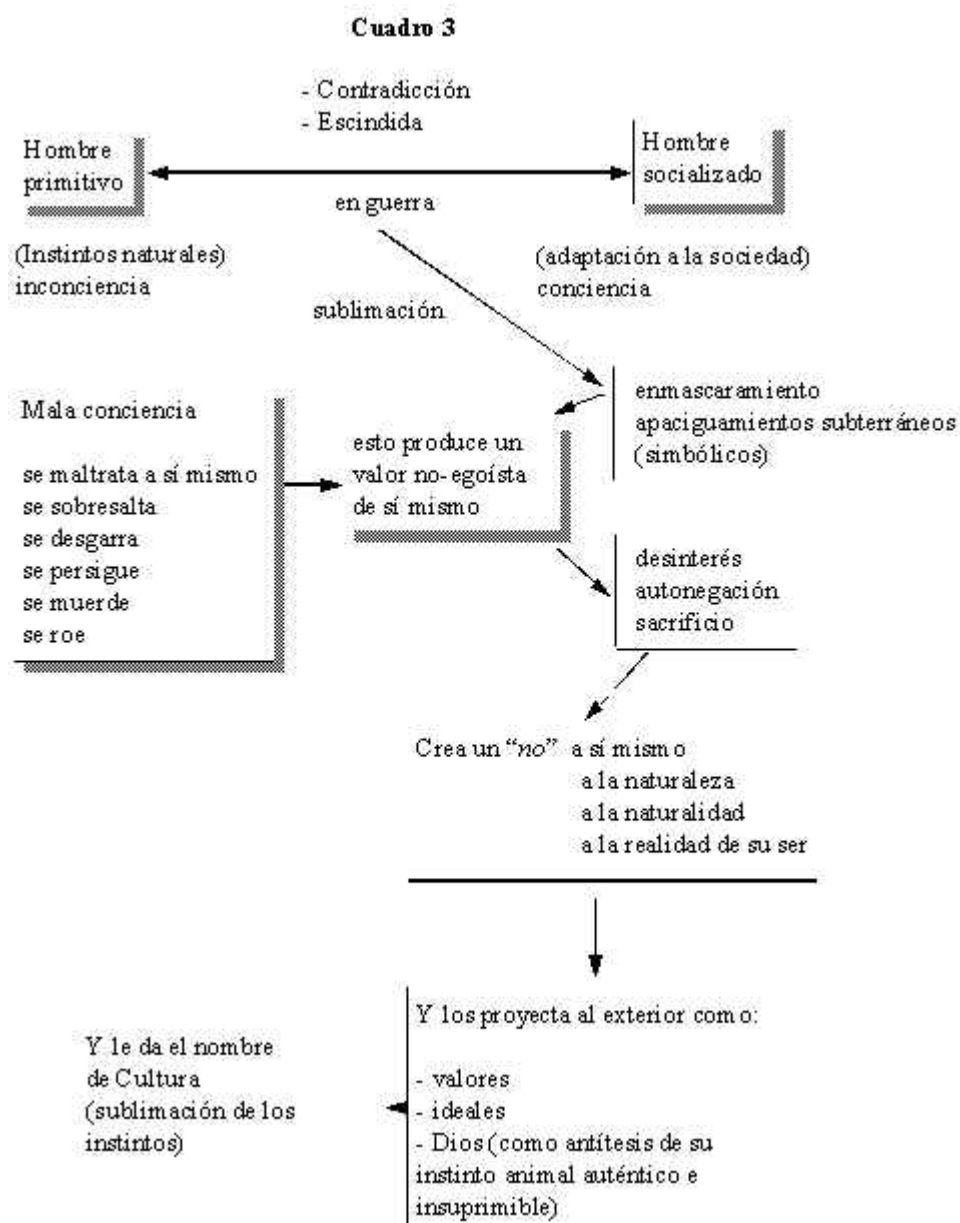 Cuadro 3
- Contradicción
- Escindida
Hombre
primitivo
Hombre
socializado
en guerra
(Instintos naturales)
inconciencia
(adaptación a la sociedad)
conciencia
sublimación
enmascaramiento
apaciguamientos subterráneos
(simbólicos)
Mala conciencia
se maltrata a sí mismo
se sobresalta
se desgarra
se persigue
se muerde
se roe
esto produce un
valor no-egoísta
de sí mismo
desinterés
autonegación
sacrificio
Crea un “no” a sí mismo
a la naturaleza
a la naturalidad
a la realidad de su ser
Y los proyecta al exterior como:
- valores
- ideales
- Dios (como antítesis de su
instinto animal auténtico e
insuprimible)
Y le da el nombre
de Cultura
(sublimación de los
instintos)